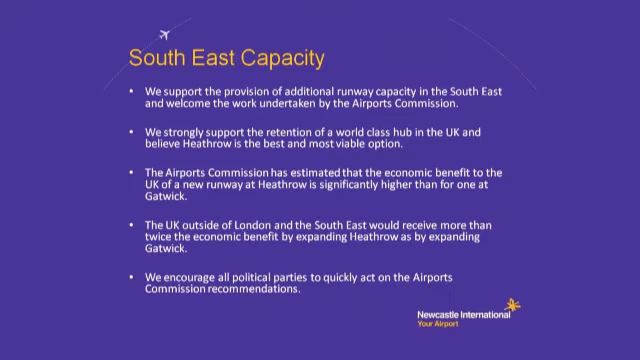 South East Capacity
• We support the provision of additional runway capacity in the South East
and welcome the work undertaken by the Airports Commission.
• We strongly support the retention of a world class hub in the UK and
believe Heathrow is the best and most viable option.
• The Airports Commission has estimated that the economic benefit to the
UK of a new runway at Heathrow is significantly higher than for one at
Gatwick.
• The UK outside of London and the South East would receive more than
twice the economic benefit by expanding Heathrow as by expanding
Gatwick.
• We encourage all political parties to quickly act on the Airports
Commission recommendations.
Newcastle International
Your Airport